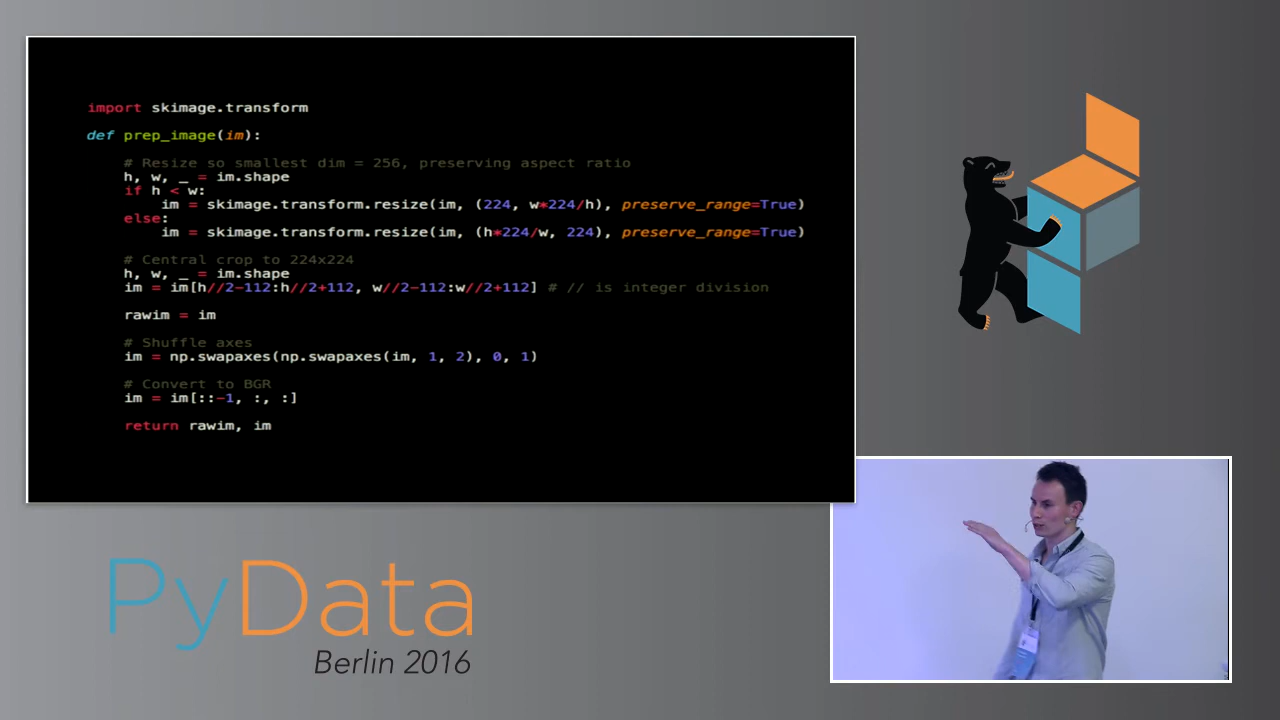 import skimage.transform
def prep_image(im):
# Resize so smallest dim = 256, preserving aspect ratio
h, w, _ = im.shape
if h < w:
im = skimage.transform.resize(im, (224, w*224/h), preserve_range=True)
else:
im = skimage.transform.resize(im, (h*224/w, 224), preserve_range=True)
# Central crop to 224x224
h, w, _ = im.shape
im = im[h//2-112:h//2+112, w//2-112:w//2+112] # // is integer division
rawim = im
# Shuffle axes
im = np.swapaxes(np.swapaxes(im, 1, 2), 0, 1)
# Convert to BGR
im = im[::-1, :, :]
return rawim, im
PyData
Berlin 2016